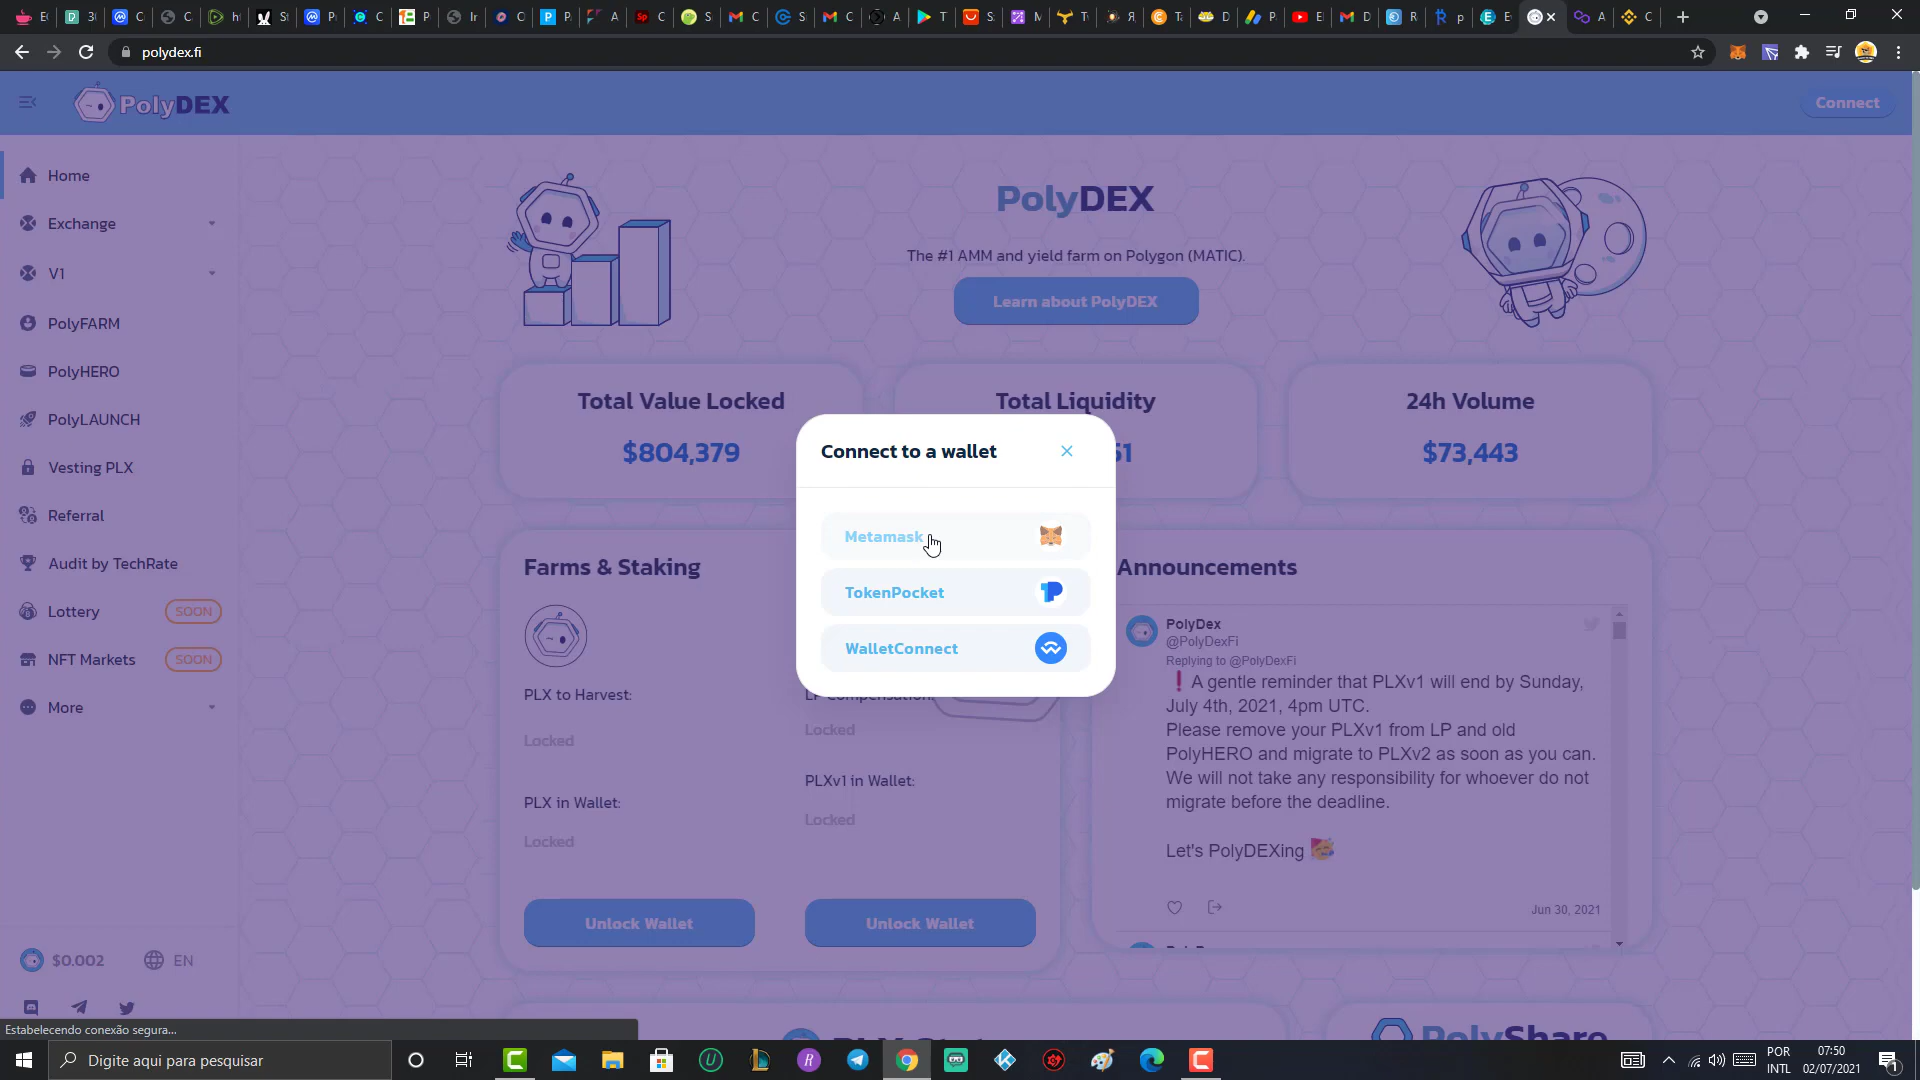 polydex.fi
PolyDEX
Connect
Home
Exchange
V1
PolyFARM
PolyHERO
PolyLAUNCH
Vesting PLX
Referral
Audit by TechRate
Lottery
SOON
NFT Markets
SOON
More
$0.002
EN
PolyDEX
The #1 AMM and yield farm on Polygon (MATIC).
Learn about PolyDEX
Total Value Locked
$804,379
Total Liquidity
51
24h Volume
$73,443
Connect to a wallet
Metamask
TokenPocket
WalletConnect
Farms & Staking
PLX to Harvest:
Locked
PLX in Wallet:
Locked
Unlock Wallet
LP Compensation:
Locked
PLXv1 in Wallet:
Locked
Unlock Wallet
Announcements
PolyDex
@PolyDexFi
Replying to @PolyDexFi
❗ A gentle reminder that PLXv1 will end by Sunday,
July 4th, 2021, 4pm UTC.
Please remove your PLXv1 from LP and old
PolyHERO and migrate to PLXv2 as soon as you can.
We will not take any responsibility for whoever do not
migrate before the deadline.
Let's PolyDEXing 🥳
Jun 30, 2021
PolyShare
Estabelecendo conexão segura...
Digite aqui para pesquisar
POR
INTL
07:50
02/07/2021
1